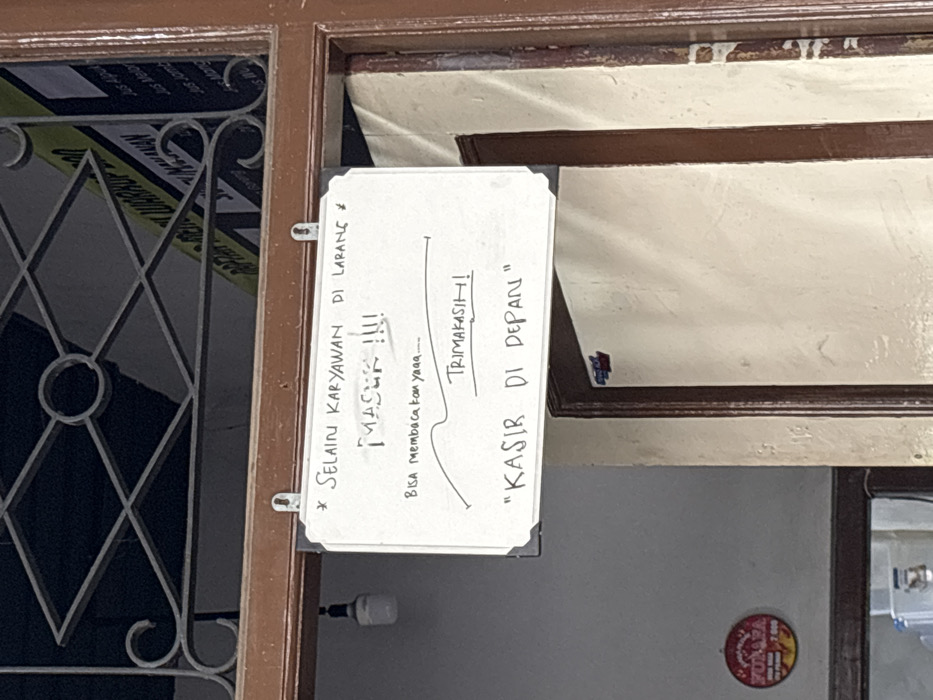 * SELAIN KARYAWAN DI LARANG *
MASUK !!!
BISA membaca kan yaaa....
TRIMAKASIH!
"KASIR DI DEPAN"